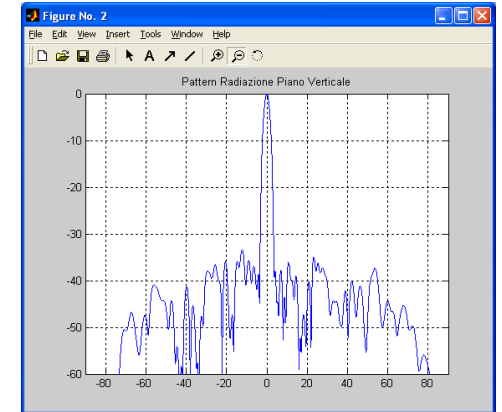 Figure No. 2
File Edit View Insert Tools Window Help
A
Pattern Radiazione Piano Verticale
0
-10
-20
-30
-40
-50
-60
-80 -60 -40 -20 0 20 40 60 80